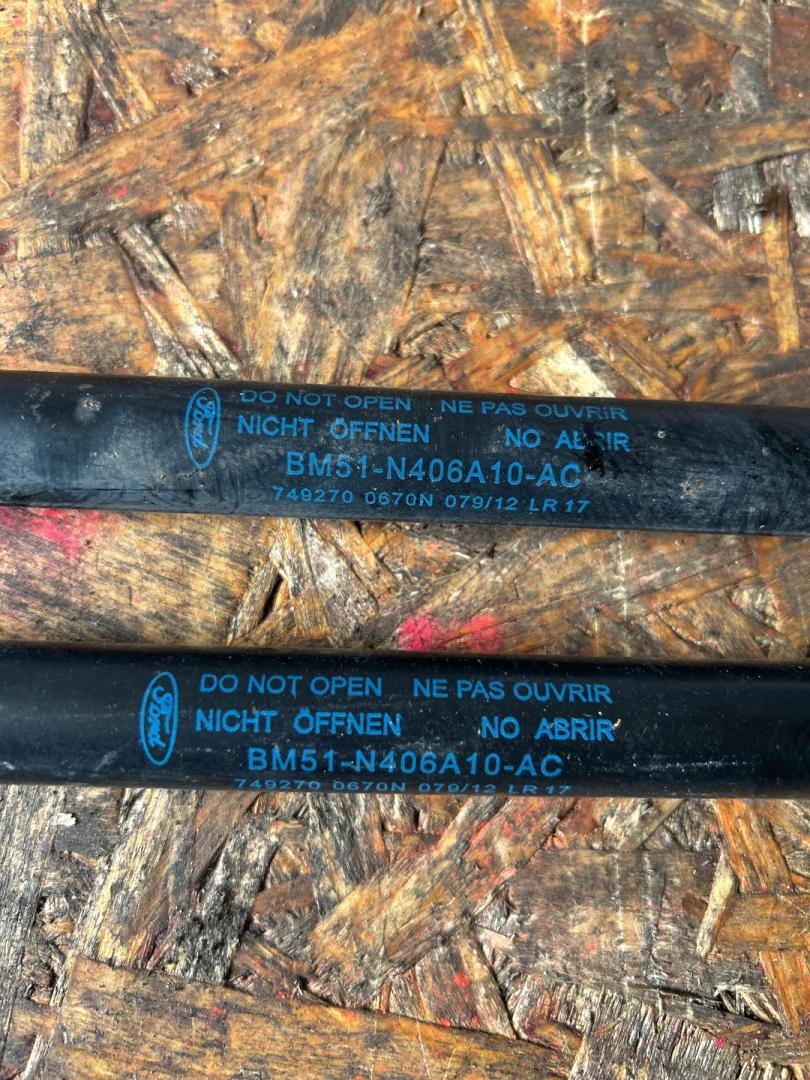 Ford
DO NOT OPEN NE PAS OUVRIR
NICHT ÖFFNEN NO ABRIR
BM51-N406A10-AC
749270 0670N 079/12 LR 17
Ford
DO NOT OPEN NE PAS OUVRIR
NICHT ÖFFNEN NO ABRIR
BM51-N406A10-AC
749270 0670N 079/12 LR 17